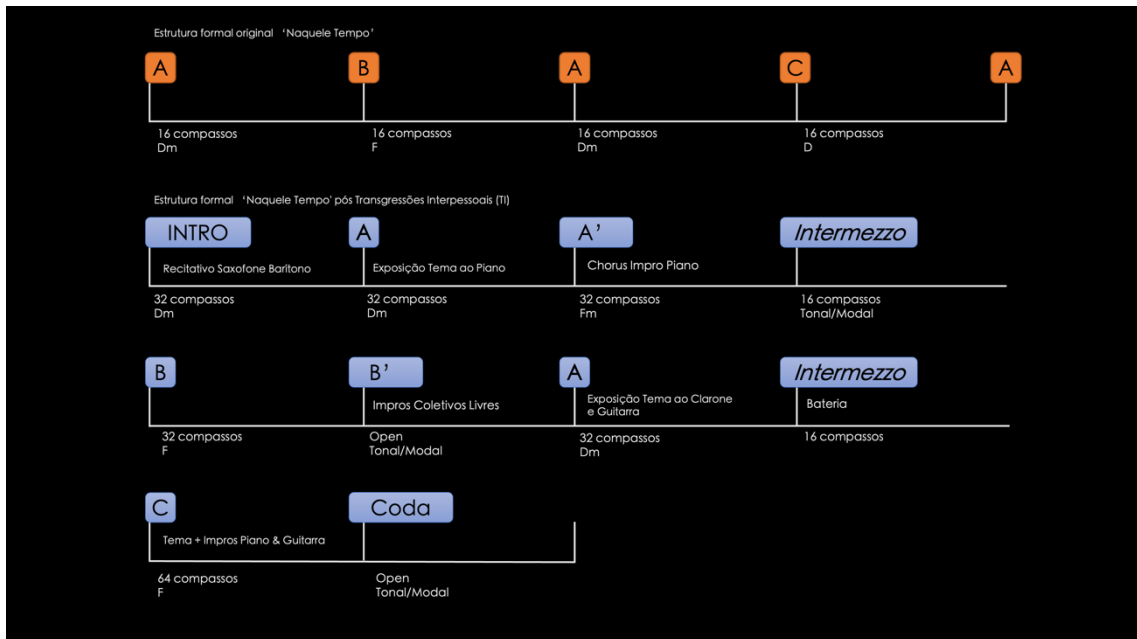 Estrutura formal original 'Naquele Tempo'
A B A C A
16 compassos 16 compassos 16 compassos 16 compassos
Dm F Dm D
Estrutura formal 'Naquele Tempo' pós Transgressões Interpessoais (TI)
INTRO A A' Intermezzo
Recitativo Saxofone Barítono Exposição Tema ao Piano Chorus Impro Piano
32 compassos 32 compassos 32 compassos 16 compassos
Dm Dm Fm Tonal/Modal
B B' A Intermezzo
Impros Coletivos Livres Exposição Tema ao Clarone Bateria
e Guitarra
32 compassos Open 32 compassos 16 compassos
F Tonal/Modal Dm
C Coda
Tema + Impros Piano & Guitarra
64 compassos Open
F Tonal/Modal